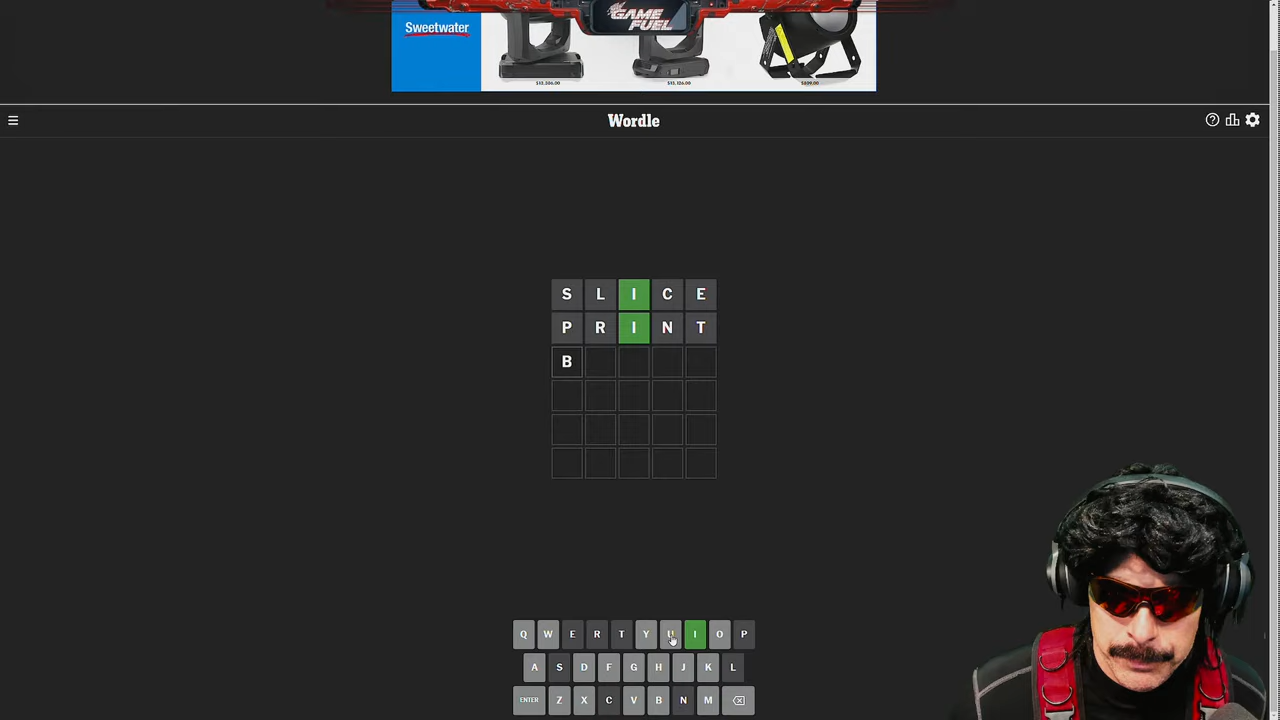 GAME
FUEL
Sweetwater
Wordle
S L I C E
P R I N T
B
Q W E R T Y U I O P
A S D F G H J K L
ENTER Z X C V B N M